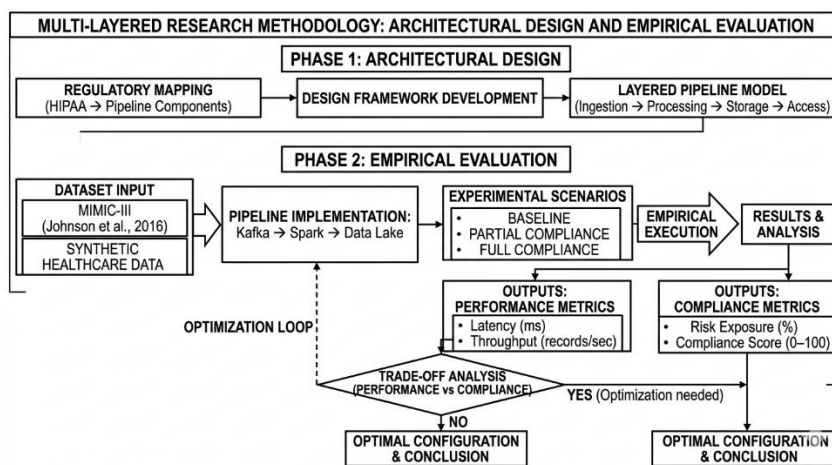 MULTI-LAYERED RESEARCH METHODOLOGY: ARCHITECTURAL DESIGN AND EMPIRICAL EVALUATION
PHASE 1: ARCHITECTURAL DESIGN
REGULATORY MAPPING
(HIPAA → Pipeline Components)
DESIGN FRAMEWORK DEVELOPMENT
LAYERED PIPELINE MODEL
(Ingestion → Processing → Storage → Access)
PHASE 2: EMPIRICAL EVALUATION
DATASET INPUT
MIMIC-III
(Johnson et al., 2016)
SYNTHETIC
HEALTHCARE DATA
PIPELINE IMPLEMENTATION:
Kafka → Spark → Data Lake
EXPERIMENTAL SCENARIOS
• BASELINE
• PARTIAL COMPLIANCE
• FULL COMPLIANCE
EMPIRICAL
EXECUTION
RESULTS &
ANALYSIS
OUTPUTS:
PERFORMANCE METRICS
• Latency (ms)
• Throughput (records/sec)
OUTPUTS:
COMPLIANCE METRICS
• Risk Exposure (%)
• Compliance Score (0–100)
OPTIMIZATION LOOP
TRADE-OFF ANALYSIS
(PERFORMANCE vs COMPLIANCE)
YES (Optimization needed)
NO
OPTIMAL CONFIGURATION
& CONCLUSION
OPTIMAL CONFIGURATION
& CONCLUSION